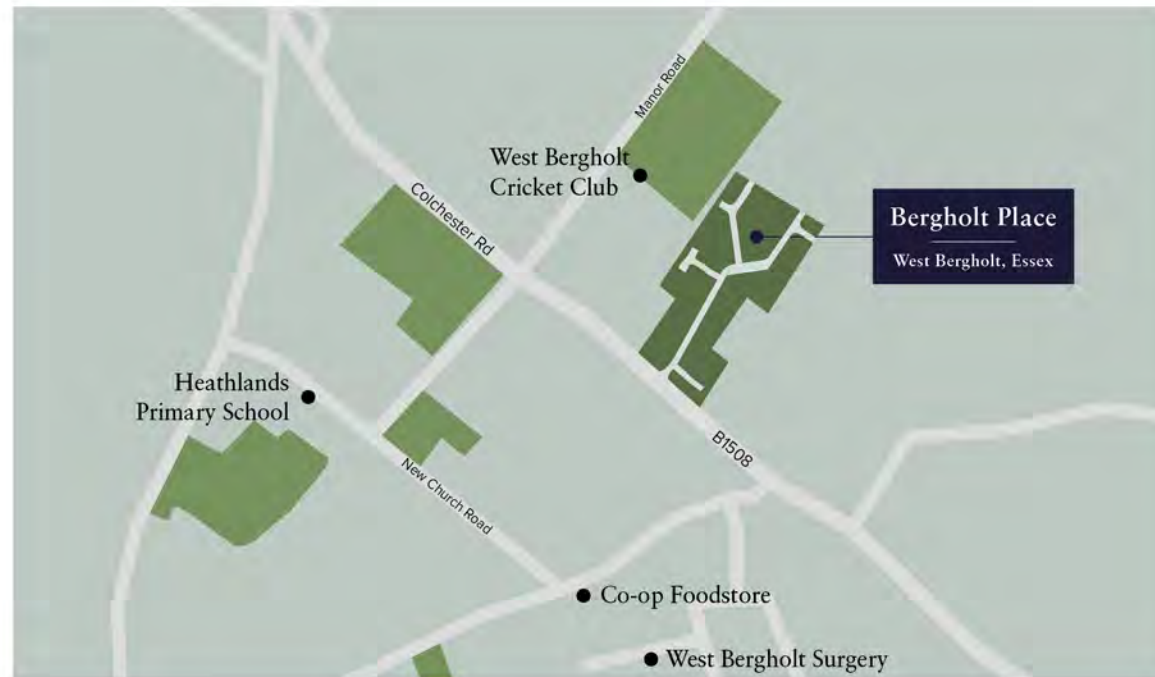 Manor Road
West Bergholt
Cricket Club
Colchester Rd
Bergholt Place
West Bergholt, Essex
Heathlands
Primary School
B1508
New Church Road
Co-op Foodstore
West Bergholt Surgery